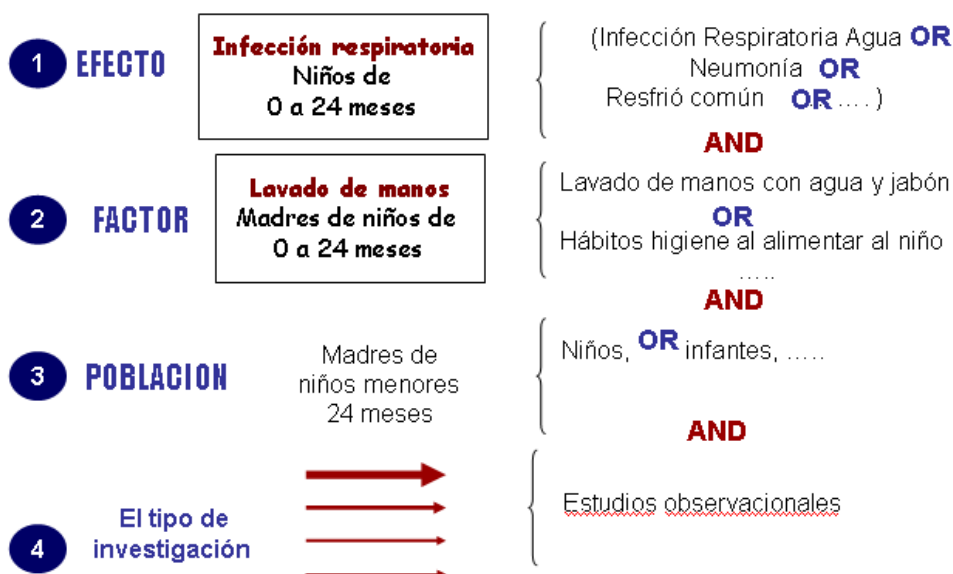 1 EFECTO
Infección respiratoria
Niños de
0 a 24 meses
(Infección Respiratoria Agua OR
Neumonía OR
Resfrió común OR .... )
AND
2 FACTOR
Lavado de manos
Madres de niños de
0 a 24 meses
Lavado de manos con agua y jabón
OR
Hábitos higiene al alimentar al niño
.....
AND
3 POBLACION
Madres de
niños menores
24 meses
Niños, OR infantes, .....
AND
4
El tipo de
investigación
Estudios observacionales